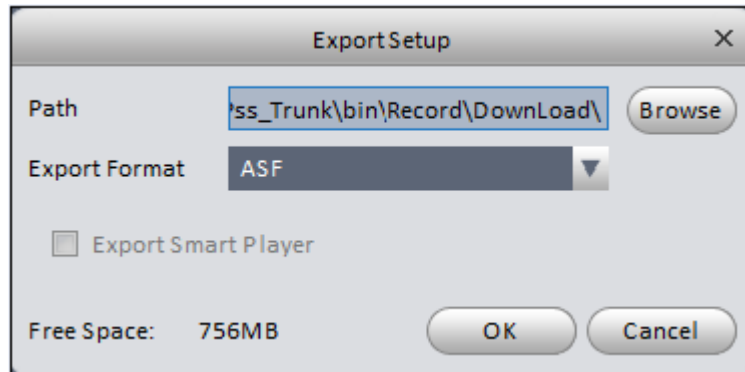 Export Setup
Path ss_Trunk\bin\Record\DownLoad\ Browse
Export Format ASF
Export Smart Player
Free Space: 756MB OK Cancel